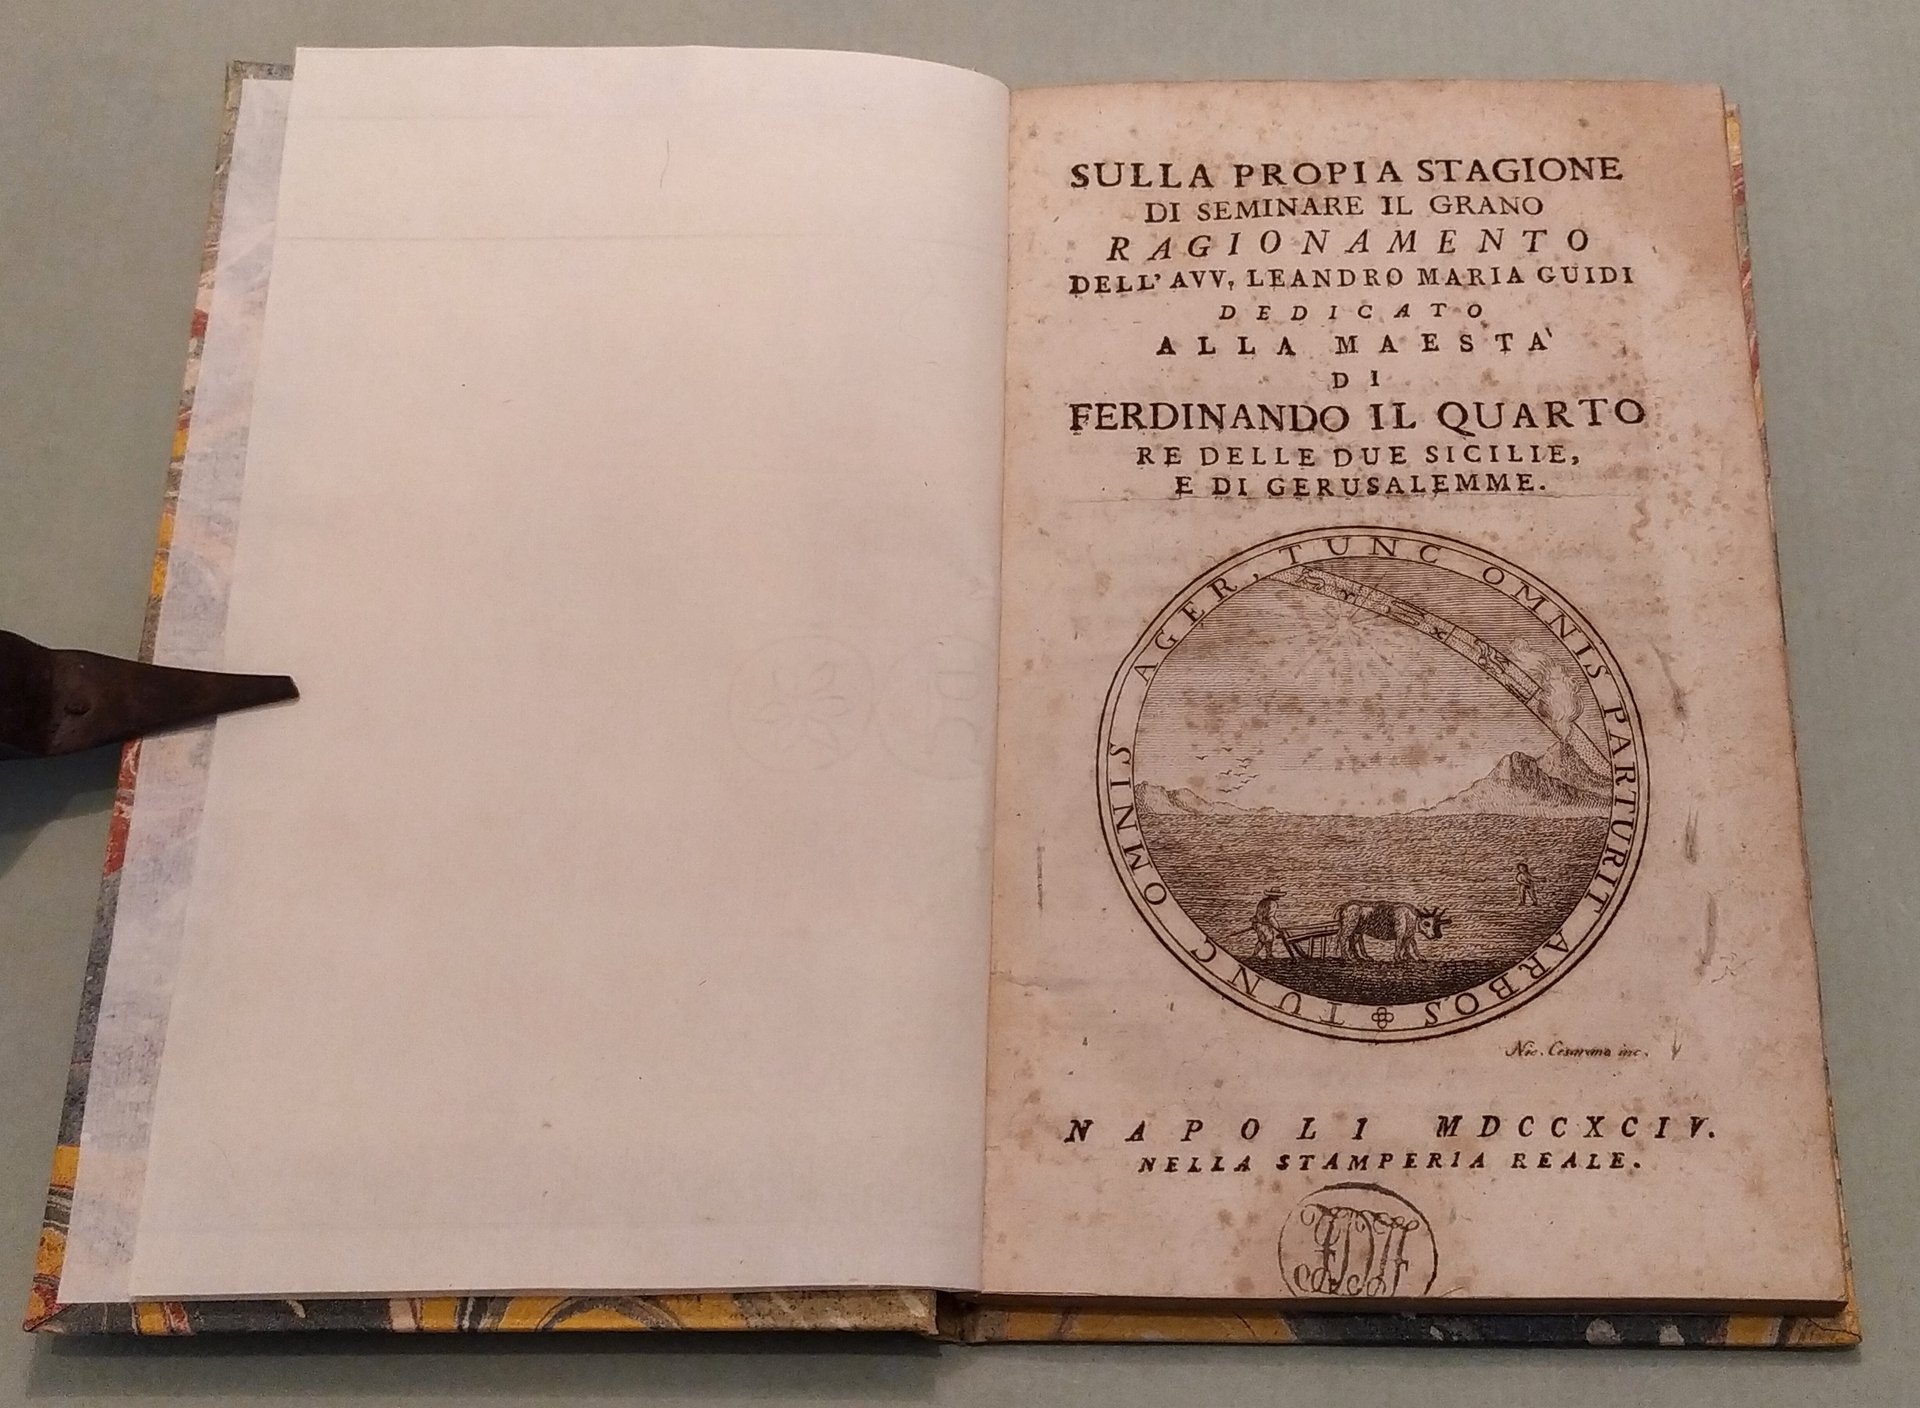 SULLA PROPIA STAGIONE
DI SEMINARE IL GRANO
RAGIONAMENTO
DELL' AVV. LEANDRO MARIA GUIDI
DEDICATO
ALLA MAESTA'
DI
FERDINANDO IL QUARTO
RE DELLE DUE SICILIE,
E DI GERUSALEMME.
TUNC OMNIS AGER, TUNC OMNIS PARTURIT ARBOS
Nic. Cesarano inc.
NAPOLI MDCCXCIV.
NELLA STAMPERIA REALE.